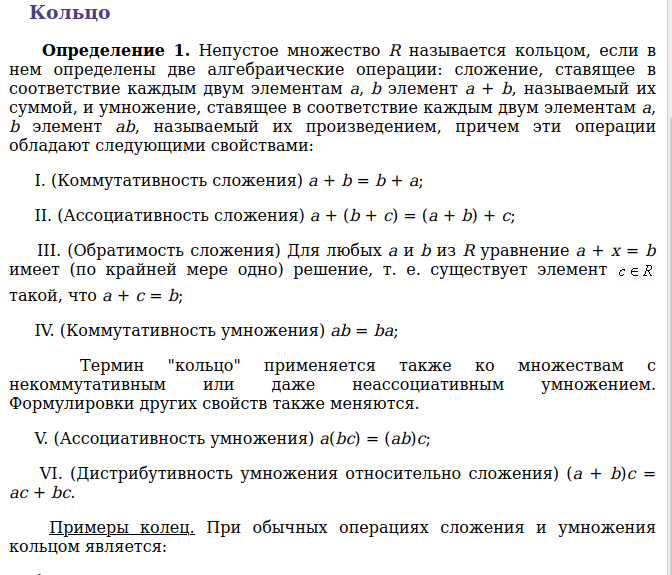 Кольцо
Определение 1. Непустое множество R называется кольцом, если в
нем определены две алгебраические операции: сложение, ставящее в
соответствие каждым двум элементам a, b элемент a + b, называемый их
суммой, и умножение, ставящее в соответствие каждым двум элементам a,
b элемент ab, называемый их произведением, причем эти операции
обладают следующими свойствами:
I. (Коммутативность сложения) a + b = b + a;
II. (Ассоциативность сложения) a + (b + c) = (a + b) + c;
III. (Обратимость сложения) Для любых a и b из R уравнение a + x = b
имеет (по крайней мере одно) решение, т. е. существует элемент c ∈ R
такой, что a + c = b;
IV. (Коммутативность умножения) ab = ba;
Термин "кольцо" применяется также ко множествам с
некоммутативным или даже неассоциативным умножением.
Формулировки других свойств также меняются.
V. (Ассоциативность умножения) a(bc) = (ab)c;
VI. (Дистрибутивность умножения относительно сложения) (a + b)c =
ac + bc.
Примеры колец. При обычных операциях сложения и умножения
кольцом является: